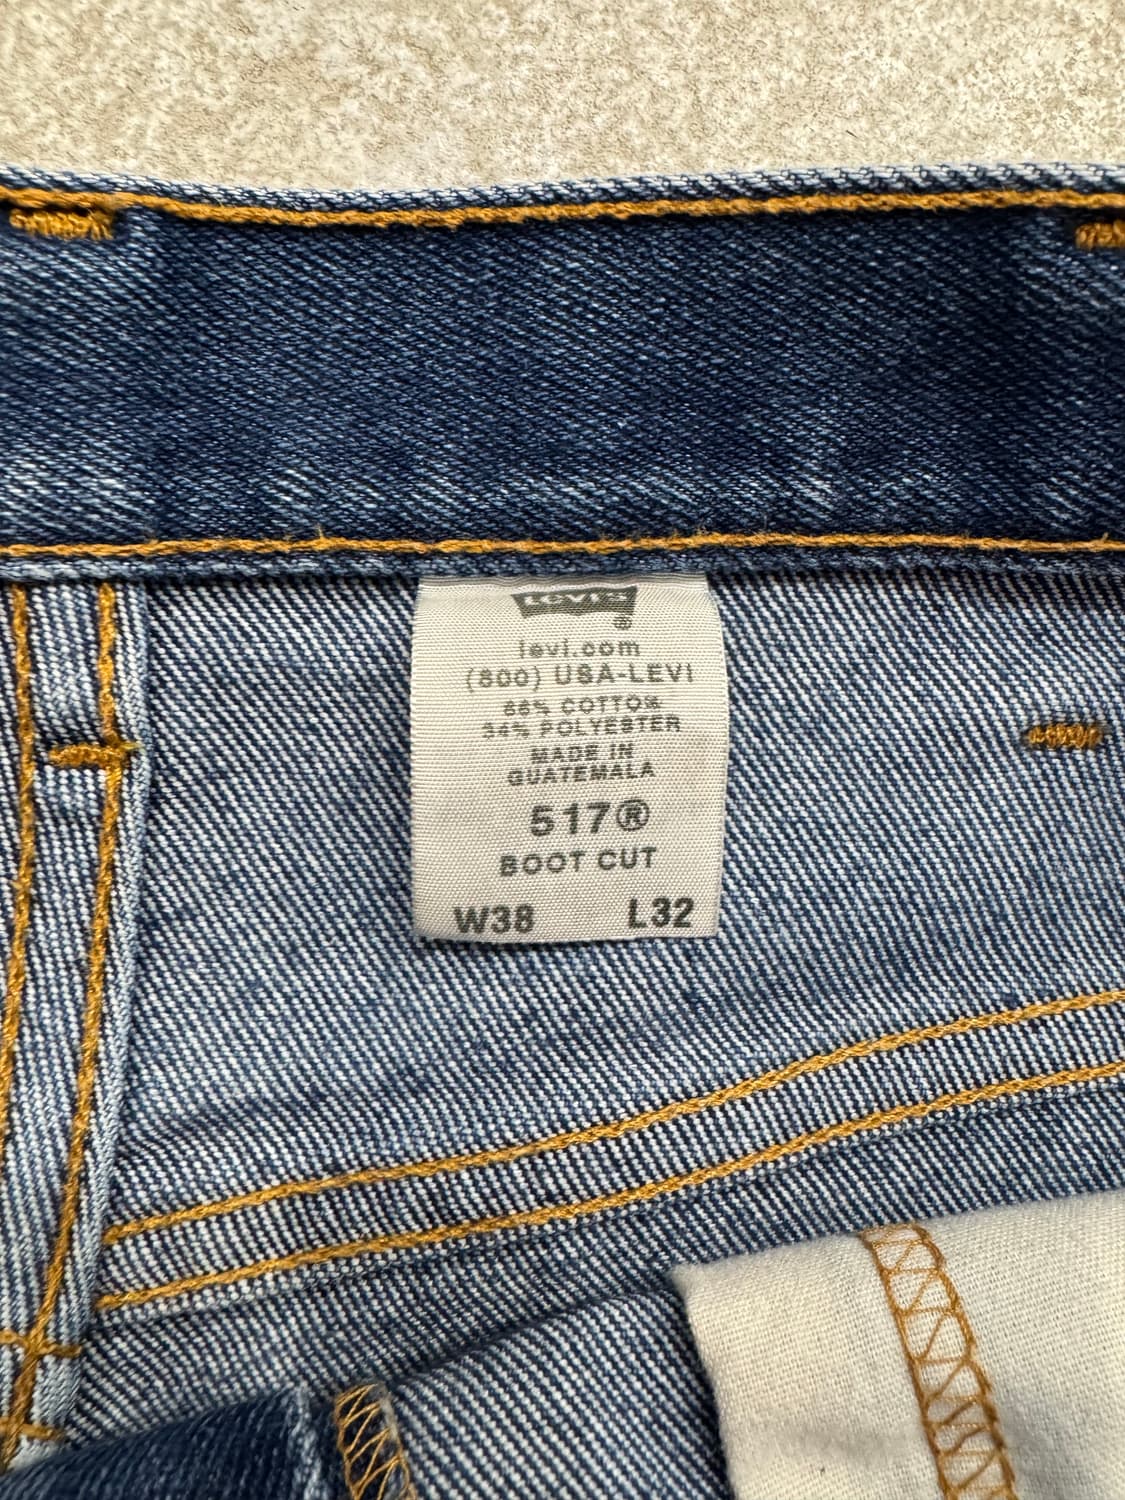 Levi's
®
levi.com
(800) USA-LEVI
66% COTTON
34% POLYESTER
MADE IN
GUATEMALA
517®
BOOT CUT
W38 L32